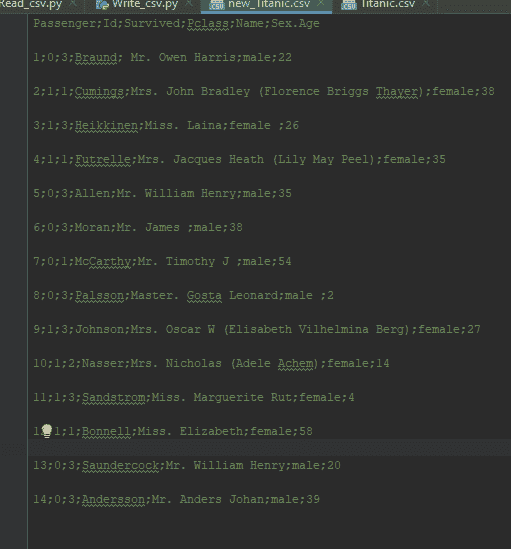 Read_csv.py Write_csv.py new_Titanic.csv Titanic.csv
Passenger;Id;Survived;Pclass;Name;Sex.Age
1;0;3;Braund; Mr. Owen Harris;male;22
2;1;1;Cumings;Mrs. John Bradley (Florence Briggs Thayer);female;38
3;1;3;Heikkinen;Miss. Laina;female ;26
4;1;1;Futrelle;Mrs. Jacques Heath (Lily May Peel);female;35
5;0;3;Allen;Mr. William Henry;male;35
6;0;3;Moran;Mr. James ;male;38
7;0;1;McCarthy;Mr. Timothy J ;male;54
8;0;3;Palsson;Master. Gosta Leonard;male ;2
9;1;3;Johnson;Mrs. Oscar W (Elisabeth Vilhelmina Berg);female;27
10;1;2;Nasser;Mrs. Nicholas (Adele Achem);female;14
11;1;3;Sandstrom;Miss. Marguerite Rut;female;4
1 1;1;Bonnell;Miss. Elizabeth;female;58
13;0;3;Saundercock;Mr. William Henry;male;20
14;0;3;Andersson;Mr. Anders Johan;male;39